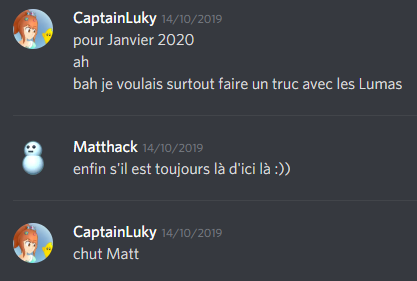 CaptainLuky 14/10/2019
pour Janvier 2020
ah
bah je voulais surtout faire un truc avec les Lumas
Matthack 14/10/2019
enfin s'il est toujours là d'ici là :))
CaptainLuky 14/10/2019
chut Matt